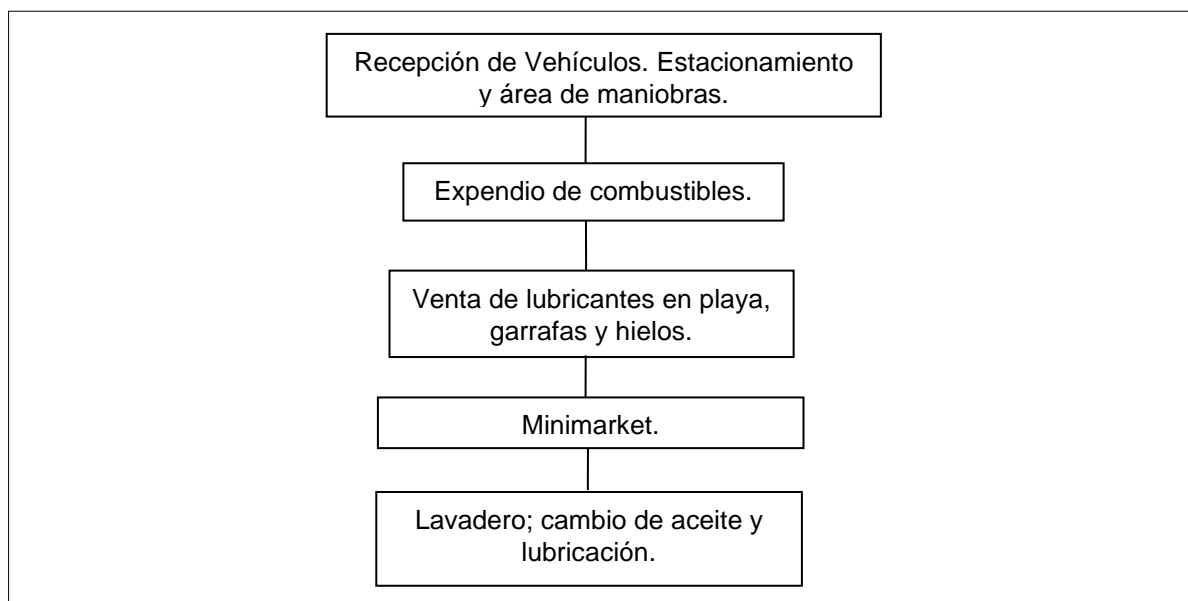 Recepción de Vehículos. Estacionamiento
y área de maniobras.
Expendio de combustibles.
Venta de lubricantes en playa,
garrafas y hielos.
Minimarket.
Lavadero; cambio de aceite y
lubricación.